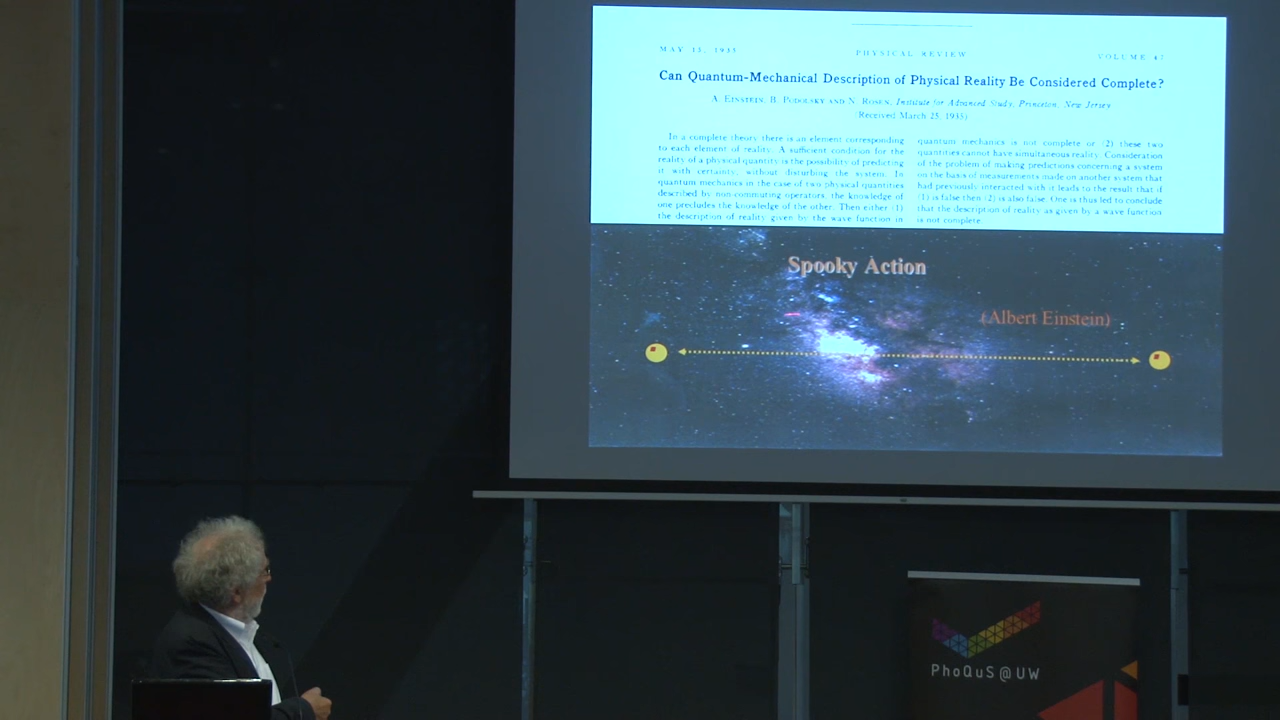 MAY 15, 1935
PHYSICAL REVIEW
VOLUME 47
Can Quantum-Mechanical Description of Physical Reality Be Considered Complete?
A. EINSTEIN, B. PODOLSKY AND N. ROSEN, Institute for Advanced Study, Princeton, New Jersey
(Received March 25, 1935)
In a complete theory there is an element corresponding
to each element of reality. A sufficient condition for the
reality of a physical quantity is the possibility of predicting
it with certainty, without disturbing the system. In
quantum mechanics in the case of two physical quantities
described by non-commuting operators, the knowledge of
one precludes the knowledge of the other. Then either (1)
the description of reality given by the wave function in
quantum mechanics is not complete or (2) these two
quantities cannot have simultaneous reality. Consideration
of the problem of making predictions concerning a system
on the basis of measurements made on another system that
had previously interacted with it leads to the result that if
(1) is false then (2) is also false. One is thus led to conclude
that the description of reality as given by a wave function
is not complete.
Spooky Action
(Albert Einstein)
PhoQuS@UW